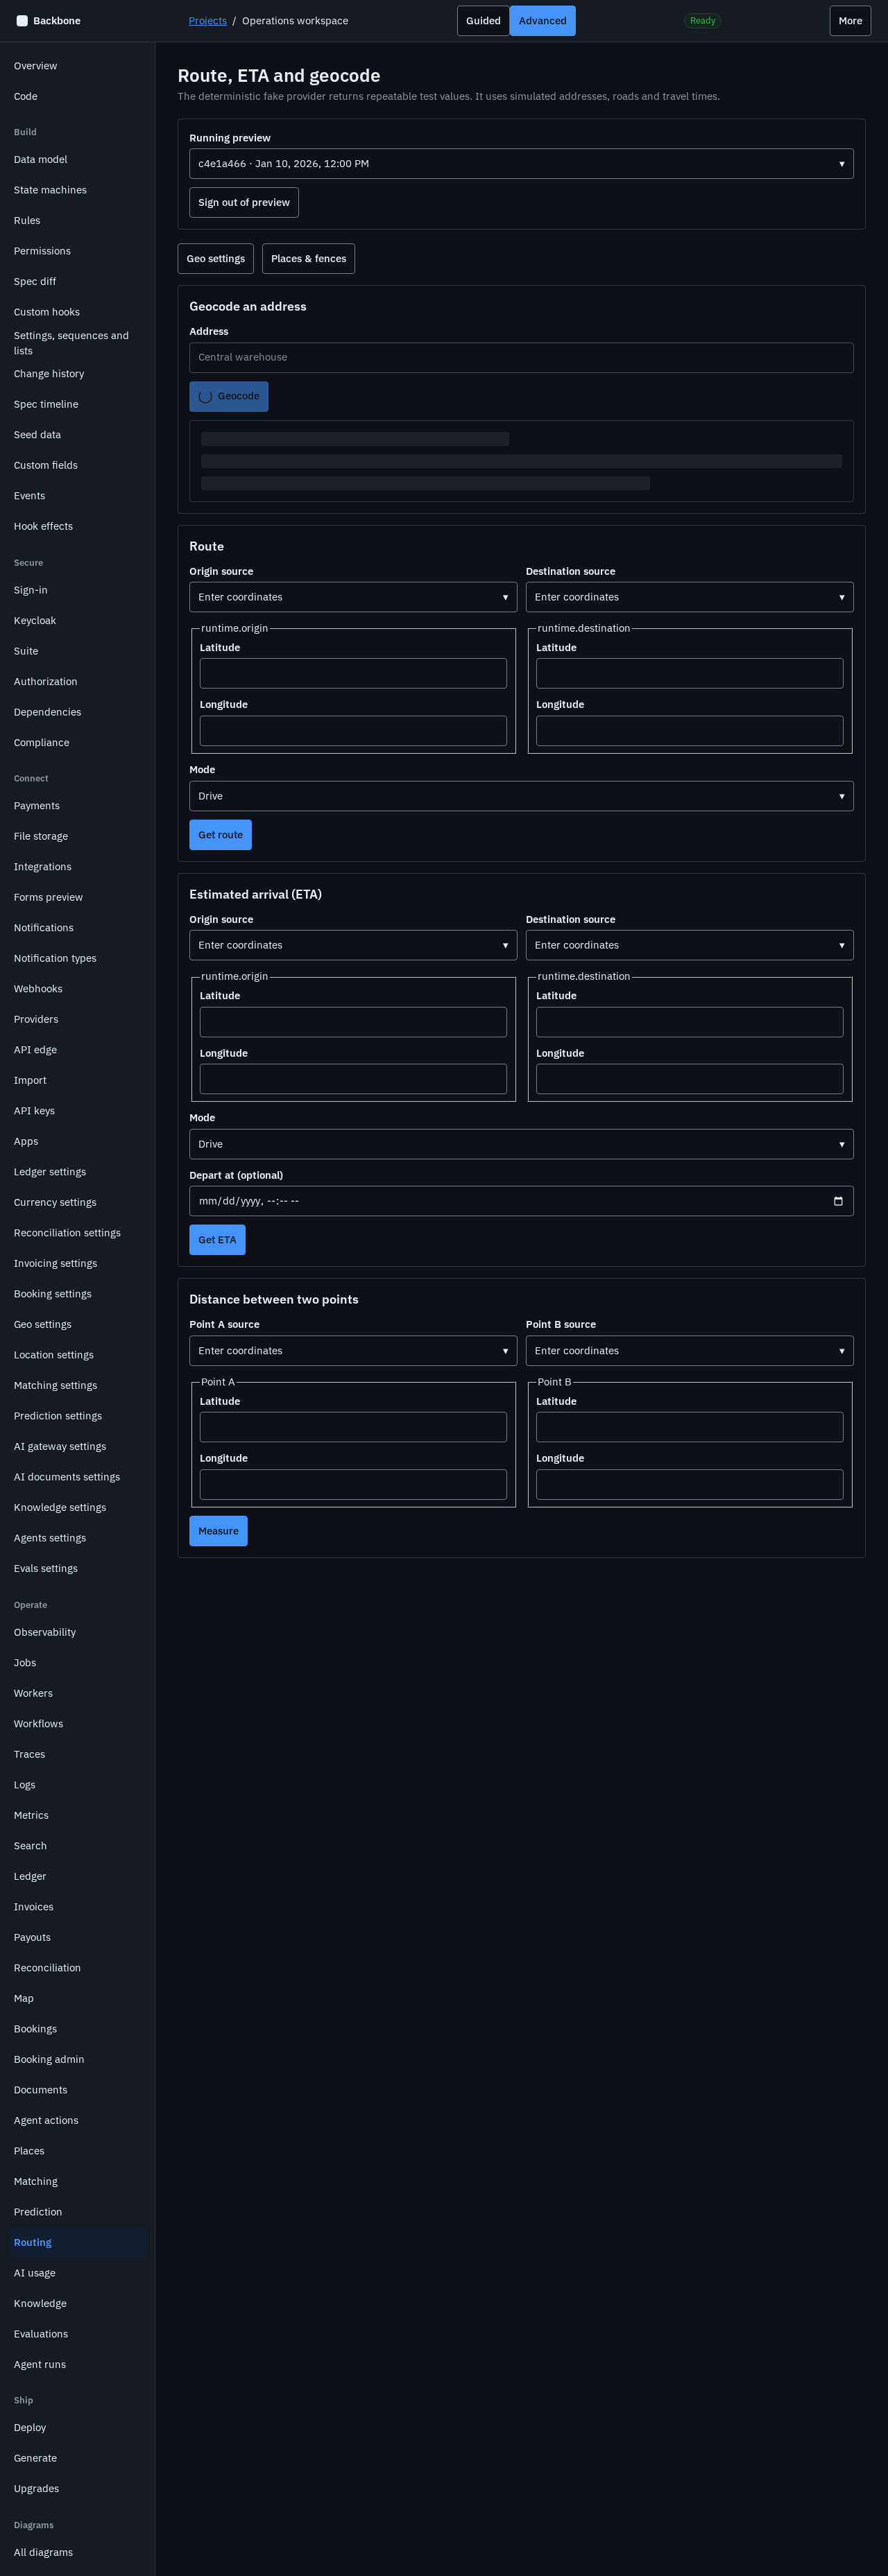 Backbone
Projects / Operations workspace
Guided
Advanced
Ready
More
Overview
Code
Build
Data model
State machines
Rules
Permissions
Spec diff
Custom hooks
Settings, sequences and
lists
Change history
Spec timeline
Seed data
Custom fields
Events
Hook effects
Secure
Sign-in
Keycloak
Suite
Authorization
Dependencies
Compliance
Connect
Payments
File storage
Integrations
Forms preview
Notifications
Notification types
Webhooks
Providers
API edge
Import
API keys
Apps
Ledger settings
Currency settings
Reconciliation settings
Invoicing settings
Booking settings
Geo settings
Location settings
Matching settings
Prediction settings
AI gateway settings
AI documents settings
Knowledge settings
Agents settings
Evals settings
Operate
Observability
Jobs
Workers
Workflows
Traces
Logs
Metrics
Search
Ledger
Invoices
Payouts
Reconciliation
Map
Bookings
Booking admin
Documents
Agent actions
Places
Matching
Prediction
Routing
AI usage
Knowledge
Evaluations
Agent runs
Ship
Deploy
Generate
Upgrades
Diagrams
All diagrams
Route, ETA and geocode
The deterministic fake provider returns repeatable test values. It uses simulated addresses, roads and travel times.
Running preview
c4e1a466 · Jan 10, 2026, 12:00 PM
Sign out of preview
Geo settings
Places & fences
Geocode an address
Address
Central warehouse
Geocode
Route
Origin source
Destination source
Enter coordinates
Enter coordinates
runtime.origin
runtime.destination
Latitude
Latitude
Longitude
Longitude
Mode
Drive
Get route
Estimated arrival (ETA)
Origin source
Destination source
Enter coordinates
Enter coordinates
runtime.origin
runtime.destination
Latitude
Latitude
Longitude
Longitude
Mode
Drive
Depart at (optional)
mm/dd/yyyy, --:-- --
Get ETA
Distance between two points
Point A source
Point B source
Enter coordinates
Enter coordinates
Point A
Point B
Latitude
Latitude
Longitude
Longitude
Measure